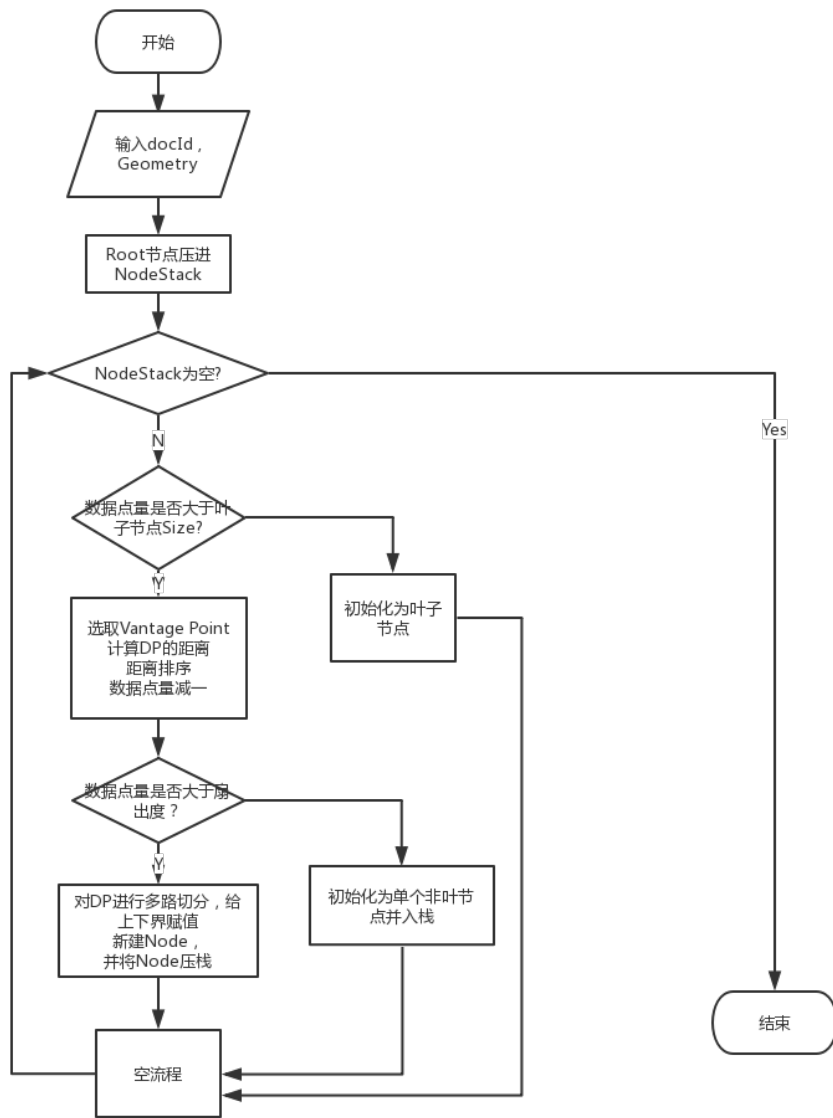 开始
输入docId，
Geometry
Root节点压进
NodeStack
NodeStack为空?
N
Yes
数据点量是否大于叶
子节点Size?
Y
初始化为叶子
节点
选取Vantage Point
计算DP的距离
距离排序
数据点量减一
数据点量是否大于扇
出度？
Y
初始化为单个非叶节
点并入栈
对DP进行多路切分，给
上下界赋值
新建Node，
并将Node压栈
结束
空流程